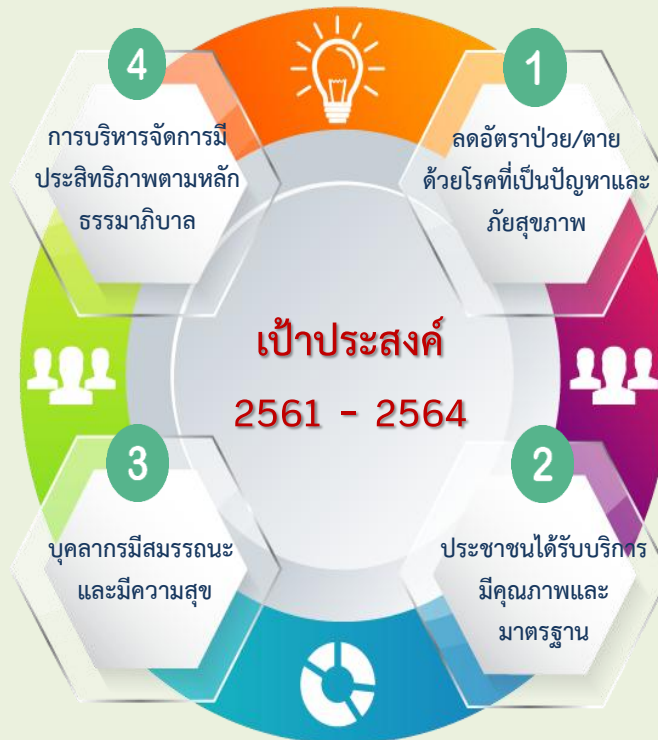 เป้าประสงค์
2561 - 2564
1
ลดอัตราป่วย/ตาย
ด้วยโรคที่เป็นปัญหาและ
ภัยสุขภาพ
2
ประชาชนได้รับบริการ
มีคุณภาพและ
มาตรฐาน
3
บุคลากรมีสมรรถนะ
และมีความสุข
4
การบริหารจัดการมี
ประสิทธิภาพตามหลัก
ธรรมาภิบาล